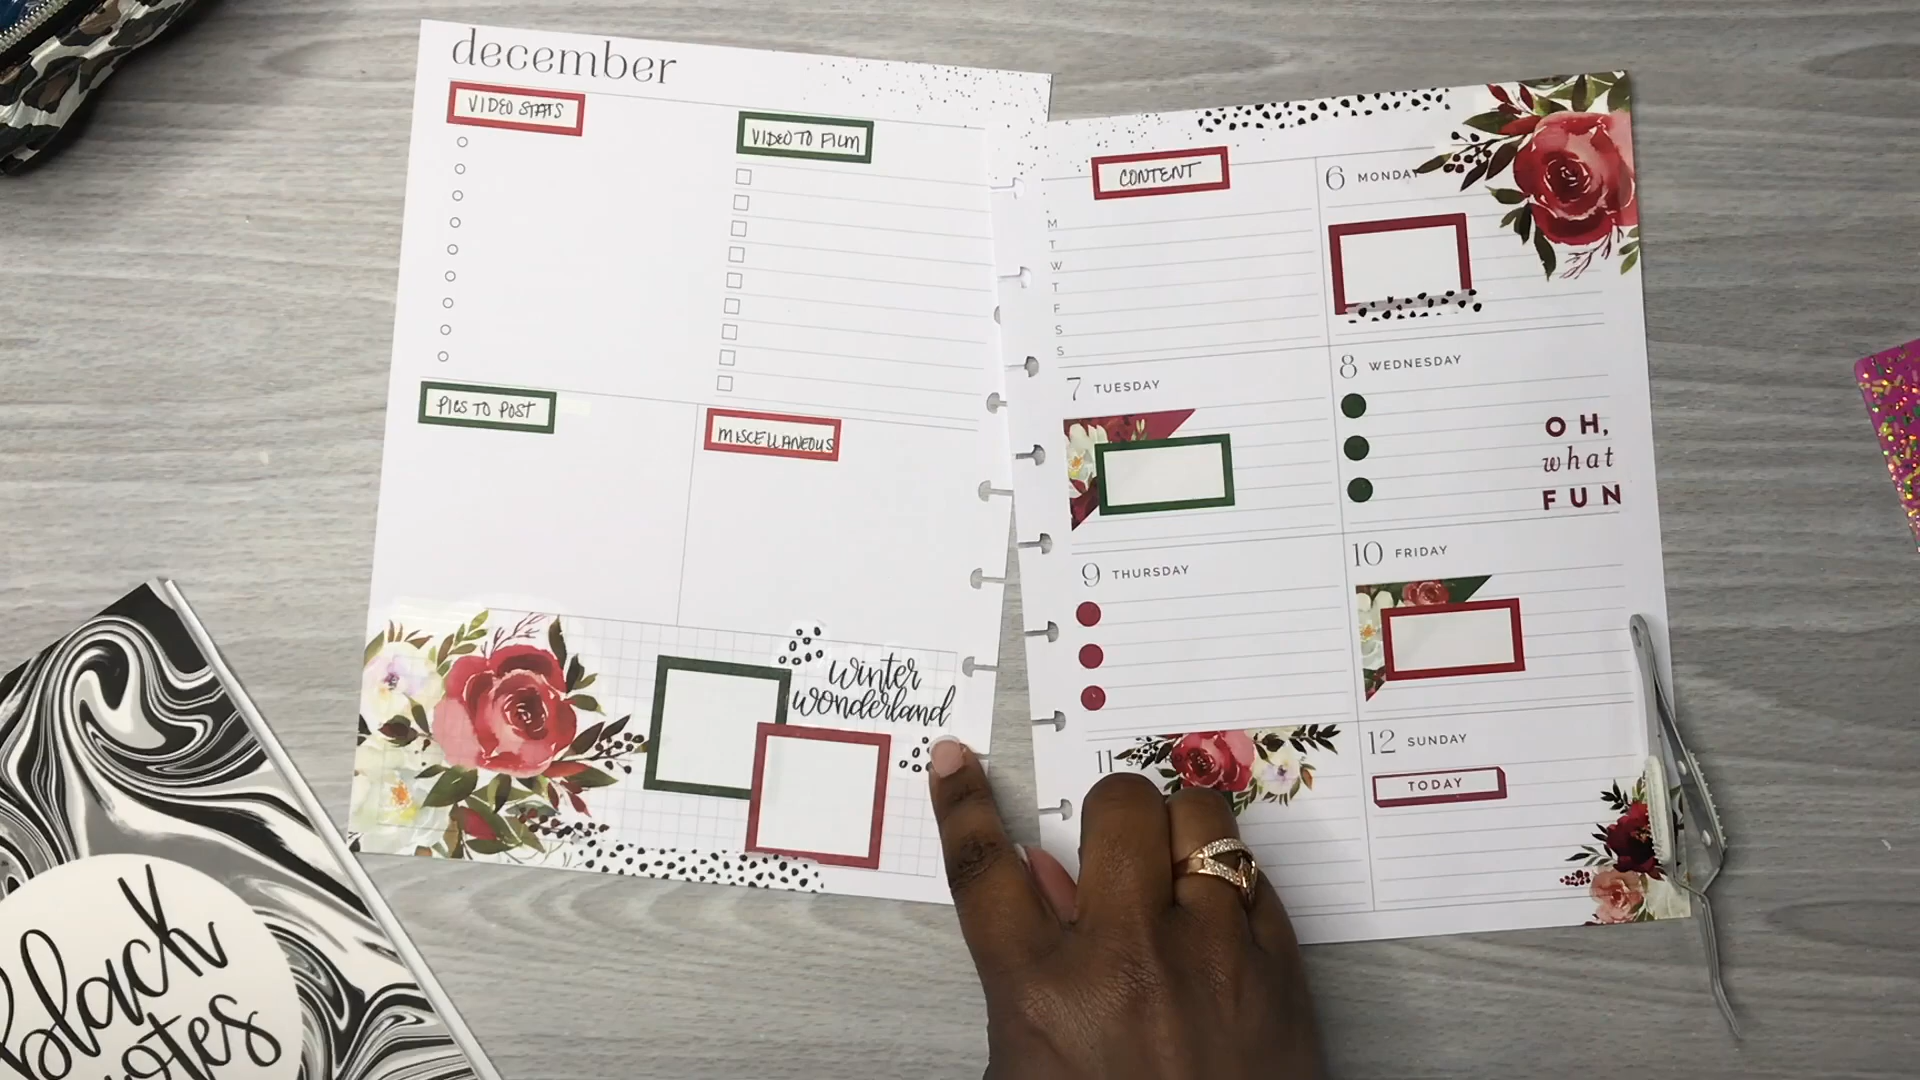 december
VIDEO STATS
VIDEO TO FILM
PICS TO POST
MISCELLANEOUS
winter
wonderland
CONTENT
M
T
W
T
F
S
S
6 MONDAY
7 TUESDAY
8 WEDNESDAY
OH,
what
FUN
9 THURSDAY
10 FRIDAY
11
12 SUNDAY
TODAY
black